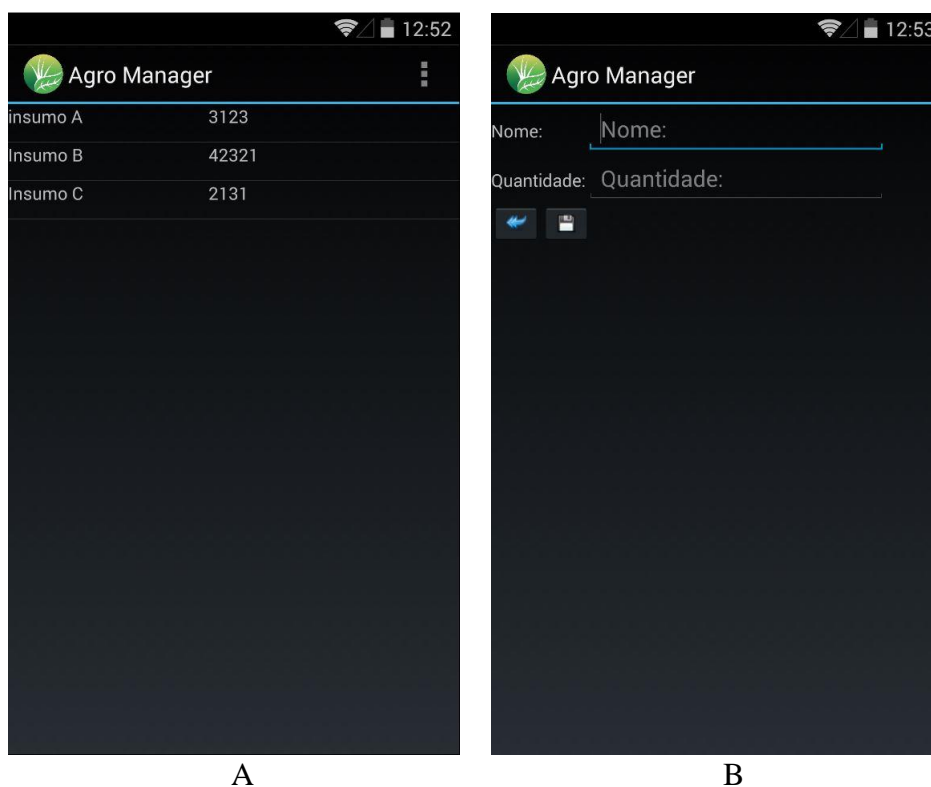 12:52
Agro Manager
insumo A 3123
Insumo B 42321
Insumo C 2131
A
12:53
Agro Manager
Nome: Nome:
Quantidade: Quantidade:
B